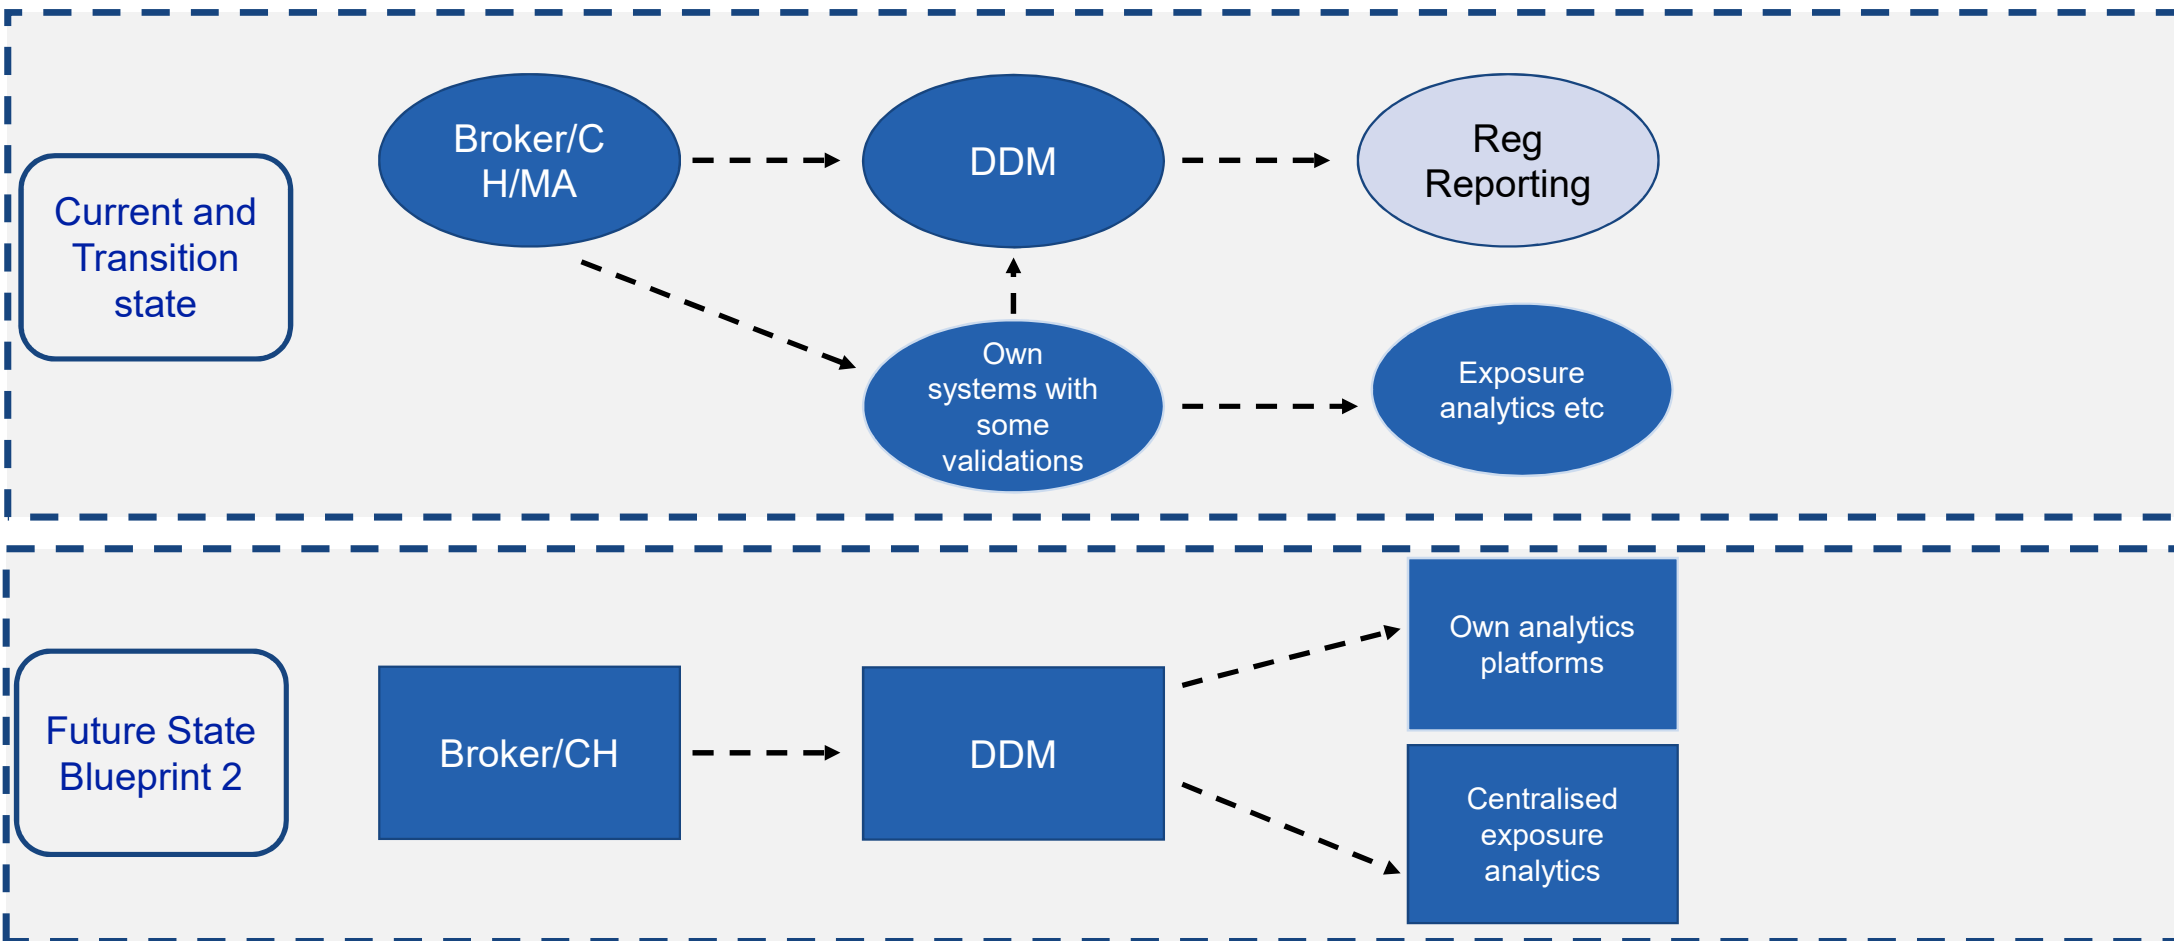 Broker/C
H/MA
DDM
Reg
Reporting
Current and
Transition
state
Own
systems with
some
validations
Exposure
analytics etc
Future State
Blueprint 2
Broker/CH
DDM
Own analytics
platforms
Centralised
exposure
analytics